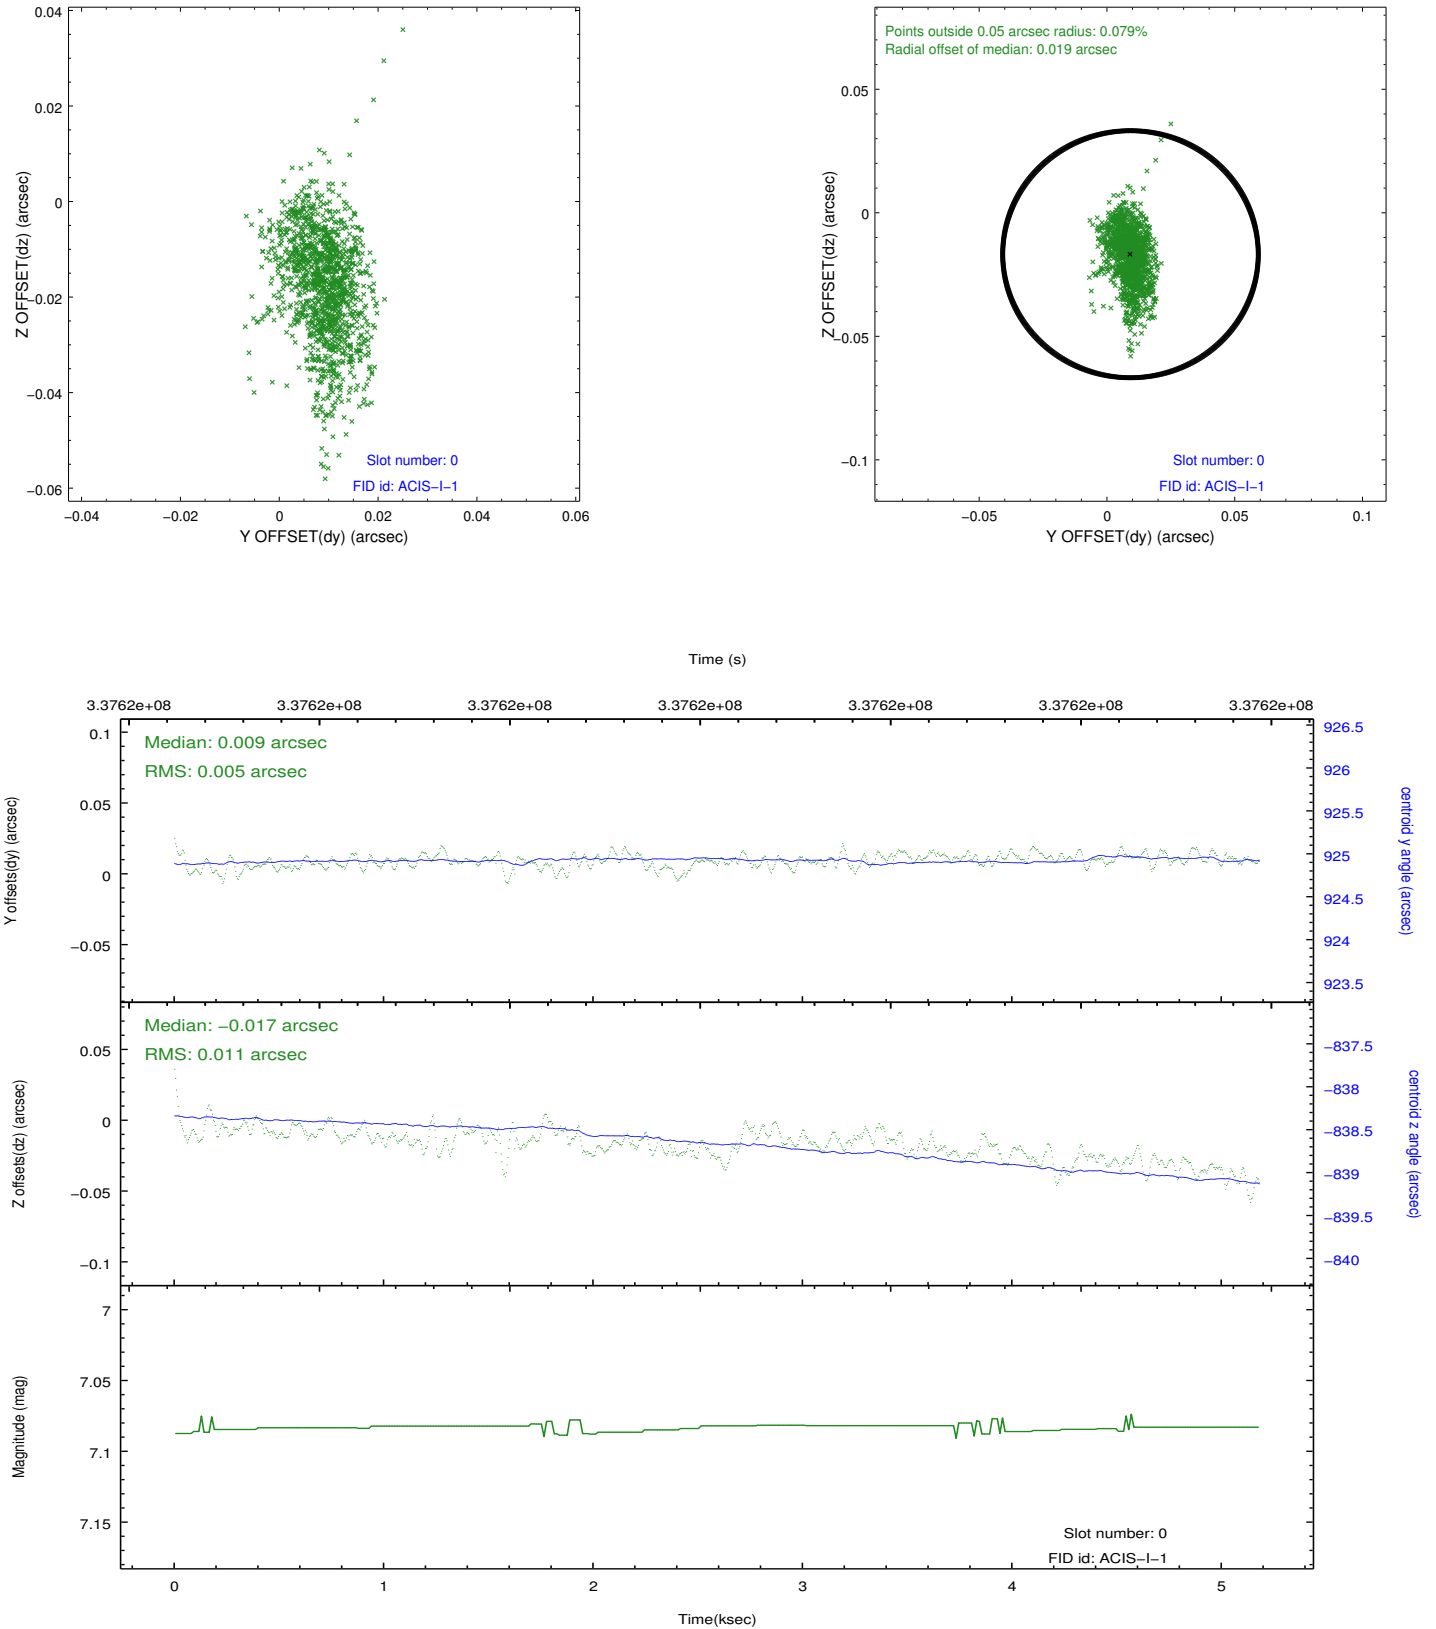 0.04
0.02
0
−0.02
−0.04
−0.06
Z OFFSET(dz) (arcsec)
Slot number: 0
FID id: ACIS−I−1
−0.04
−0.02
0
0.02
0.04
0.06
Y OFFSET(dy) (arcsec)
Points outside 0.05 arcsec radius: 0.079%
Radial offset of median: 0.019 arcsec
0.05
0
−0.05
−0.1
Z OFFSET(dz) (arcsec)
Slot number: 0
FID id: ACIS−I−1
−0.05
0
0.05
0.1
Y OFFSET(dy) (arcsec)
Time (s)
3.3762e+08
3.3762e+08
3.3762e+08
3.3762e+08
3.3762e+08
3.3762e+08
3.3762e+08
Median: 0.009 arcsec
RMS: 0.005 arcsec
0.1
0.05
0
−0.05
Y offsets(dy) (arcsec)
926.5
926
925.5
925
924.5
924
923.5
centroid y angle (arcsec)
Median: −0.017 arcsec
RMS: 0.011 arcsec
0.05
0
−0.05
−0.1
Z offsets(dz) (arcsec)
−837.5
−838
−838.5
−839
−839.5
−840
centroid z angle (arcsec)
7
7.05
7.1
7.15
Magnitude (mag)
Slot number: 0
FID id: ACIS−I−1
0
1
2
3
4
5
Time(ksec)